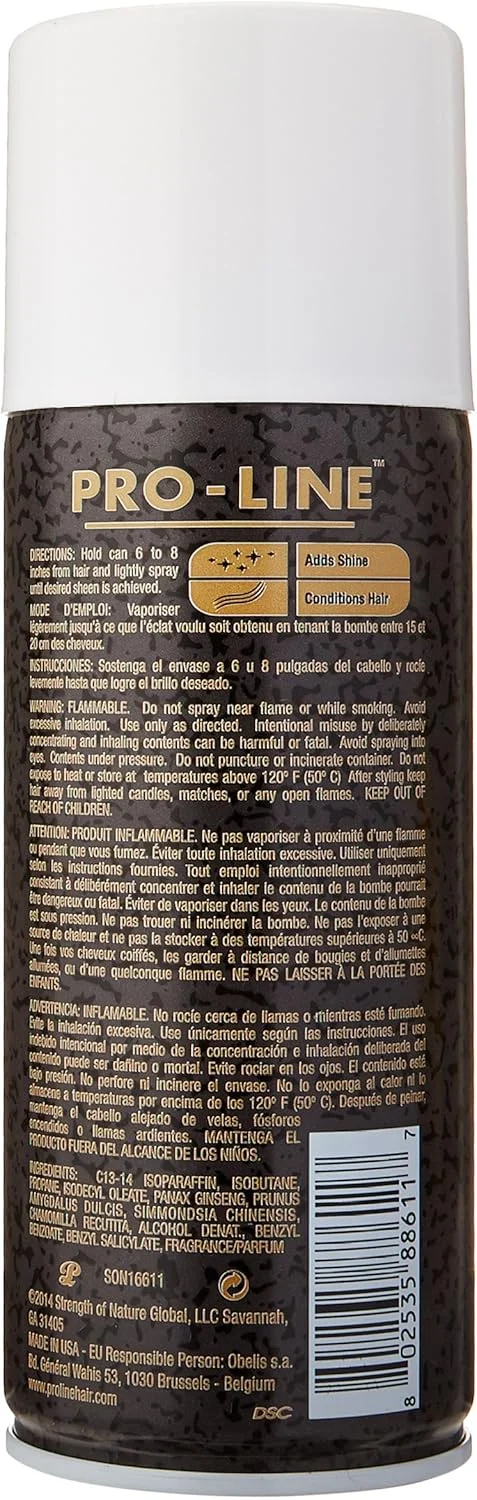 PRO-LINE™
DIRECTIONS: Hold can 6 to 8
inches from hair and lightly spray
until desired sheen is achieved.
Adds Shine
Conditions Hair
MODE D'EMPLOI: Vaporiser
légèrement jusqu'à ce que l'éclat voulu soit obtenu en tenant la bombe entre 15 et
20 cm des cheveux.
INSTRUCCIONES: Sostenga el envase a 6 u 8 pulgadas del cabello y rocíe
levemente hasta que logre el brillo deseado.
WARNING: FLAMMABLE. Do not spray near flame or while smoking. Avoid
excessive inhalation. Use only as directed. Intentional misuse by deliberately
concentrating and inhaling contents can be harmful or fatal. Avoid spraying into
eyes. Contents under pressure. Do not puncture or incinerate container. Do not
expose to heat or store at temperatures above 120° F (50° C) After styling keep
hair away from lighted candles, matches, or any open flames. KEEP OUT OF
REACH OF CHILDREN.
ATTENTION: PRODUIT INFLAMMABLE. Ne pas vaporiser à proximité d'une flamme
ou pendant que vous fumez. Éviter toute inhalation excessive. Utiliser uniquement
selon les instructions fournies. Tout emploi intentionnellement inapproprié
consistant à délibérément concentrer et inhaler le contenu de la bombe pourrait
être dangereux ou fatal. Éviter de vaporiser dans les yeux. Le contenu de la bombe
est sous pression. Ne pas trouer ni incinérer la bombe. Ne pas l'exposer à une
source de chaleur et ne pas la stocker à des températures supérieures à 50 ∞C.
Une fois vos cheveux coiffés, les garder à distance de bougies et d'allumettes
allumées, ou d'une quelconque flamme. NE PAS LAISSER À LA PORTÉE DES
ENFANTS.
ADVERTENCIA: INFLAMABLE. No rocíe cerca de llamas o mientras esté fumando.
Evite la inhalación excesiva. Use únicamente según las instrucciones. El uso
indebido intencional por medio de la concentración e inhalación deliberada del
contenido puede ser dañino o mortal. Evite rociar en los ojos. El contenido esté
bajo presión. No perfore ni incinere el envase. No lo exponga al calor ni lo
almacene a temperaturas por encima de los 120° F (50° C). Después de peinar,
mantenga el cabello alejado de velas, fósforos
encendidos o llamas ardientes. MANTENGA EL
PRODUCTO FUERA DEL ALCANCE DE LOS NIÑOS.
INGREDIENTS: C13-14 ISOPARAFFIN, ISOBUTANE,
PROPANE, ISODECYL OLEATE, PANAX GINSENG, PRUNUS
AMYGDALUS DULCIS, SIMMONDSIA CHINENSIS,
CHAMOMILLA RECUTITA, ALCOHOL DENAT., BENZYL
BENZOATE, BENZYL SALICYLATE, FRAGRANCE/PARFUM
P SON16611
©2014 Strength of Nature Global, LLC Savannah,
GA 31405
MADE IN USA - EU Responsible Person: Obelis s.a.
Bd. Général Wahis 53, 1030 Brussels - Belgium
www.prolinehair.com
DSC
8 02535 88611 7